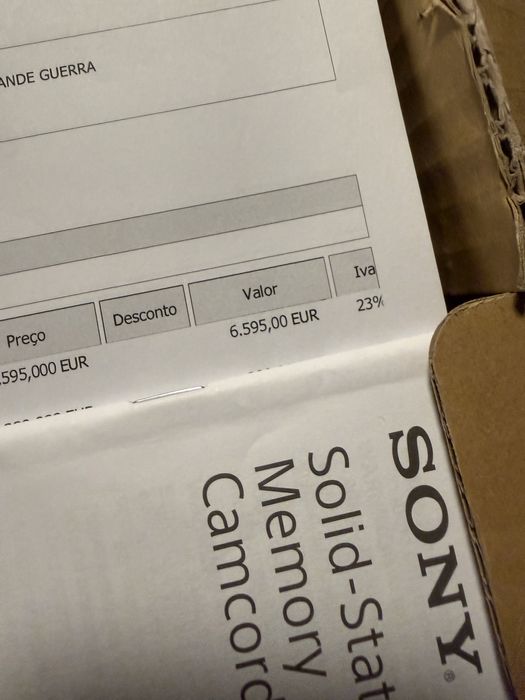 ANDE GUERRA
Preço Desconto Valor Iva
.595,000 EUR 6.595,00 EUR 23%
SONY®
Solid-Stat
Memory
Camcord